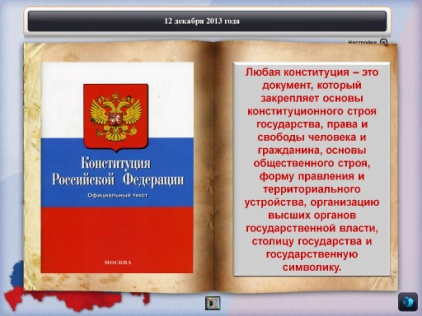 12 декабря 2013 года
Настройки
Любая конституция – это
документ, который
закрепляет основы
конституционного строя
государства, права и
свободы человека и
гражданина, основы
общественного строя,
форму правления и
территориального
устройства, организацию
высших органов
государственной власти,
столицу государства и
государственную
символику.
Конституция
Российской Федерации
Официальный текст
МОСКВА